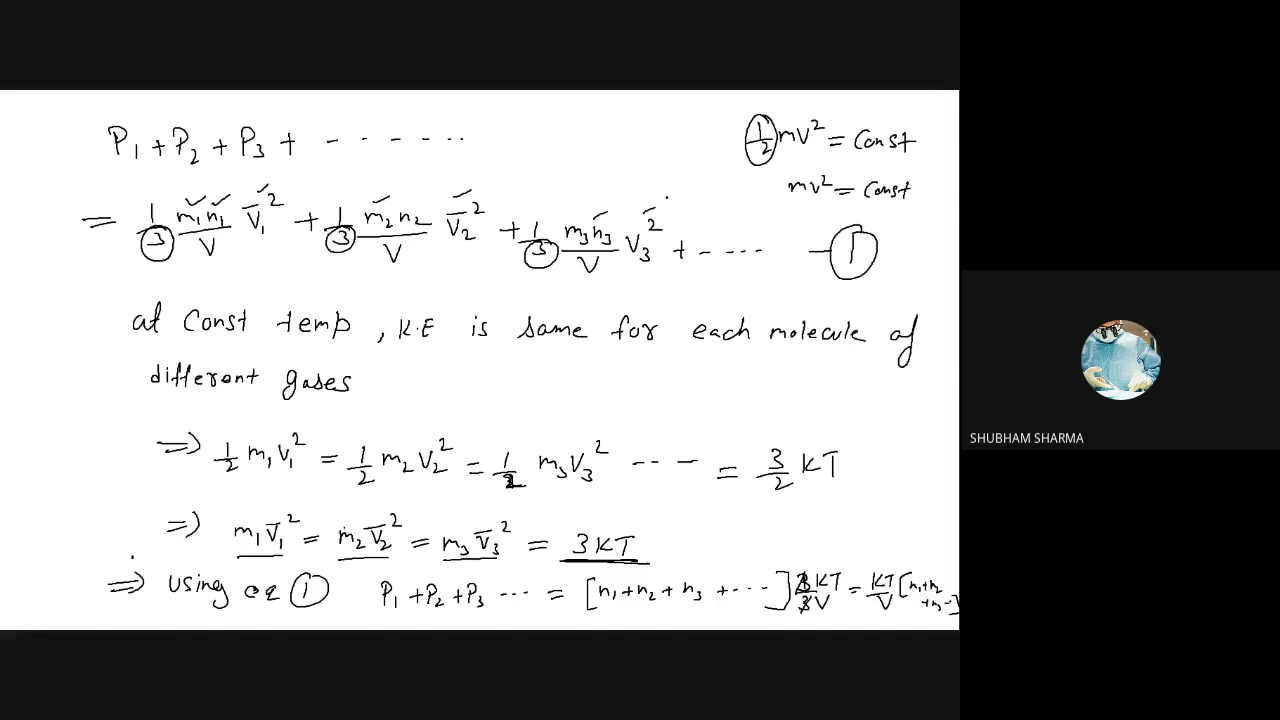 P₁ + P₂ + P₃ + - - - - - - -
½ mv² = Const
mv² = Const
= 1/3 m₁n₁/V V̄₁² + 1/3 m₂n₂/V V̄₂² + 1/3 m₃n₃/V V̄₃² + - - - - — ①
at Const temp, K.E is same for each molecule of
different gases
⇒ ½ m₁V₁² = ½ m₂V₂² = ½ m₃V₃² - - - = 3/2 KT
⇒ m₁V̄₁² = m₂V̄₂² = m₃V̄₃² = 3KT
⇒ using eq ① P₁ + P₂ + P₃ ... = [n₁ + n₂ + n₃ + ...] 3KT/3V = KT/V [n₁+n₂
+n₃-]
SHUBHAM SHARMA